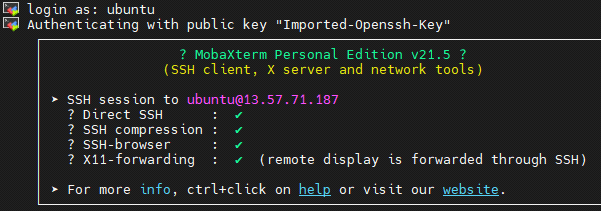 login as: ubuntu
Authenticating with public key "Imported-Openssh-Key"
? MobaXterm Personal Edition v21.5 ?
(SSH client, X server and network tools)
➤ SSH session to ubuntu@13.57.71.187
? Direct SSH : ✔
? SSH compression : ✔
? SSH-browser : ✔
? X11-forwarding : ✔ (remote display is forwarded through SSH)
➤ For more info, ctrl+click on help or visit our website.